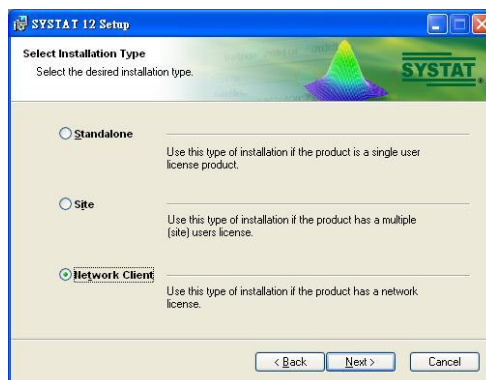 SYSTAT 12 Setup
Select Installation Type
Select the desired installation type.
SYSTAT
Standalone
Use this type of installation if the product is a single user
license product.
Site
Use this type of installation if the product has a multiple
(site) users license.
Network Client
Use this type of installation if the product has a network
license.
< Back
Next >
Cancel